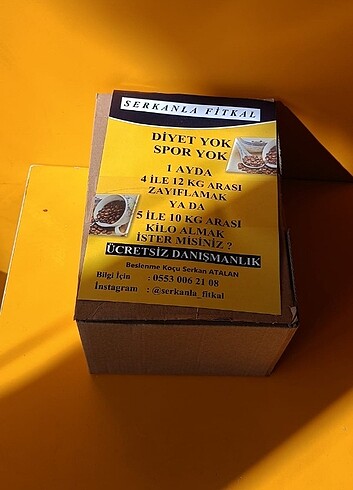 SERKANLA FİTKAL
DİYET YOK
SPOR YOK
1 AYDA
4 İLE 12 KG ARASI
ZAYIFLAMAK
YA DA
5 İLE 10 KG ARASI
KİLO ALMAK
İSTER MİSİNİZ ?
ÜCRETSİZ DANIŞMANLIK
Beslenme Koçu Serkan ATALAN
Bilgi İçin : 0553 006 21 08
İnstagram : @serkanla_fitkal